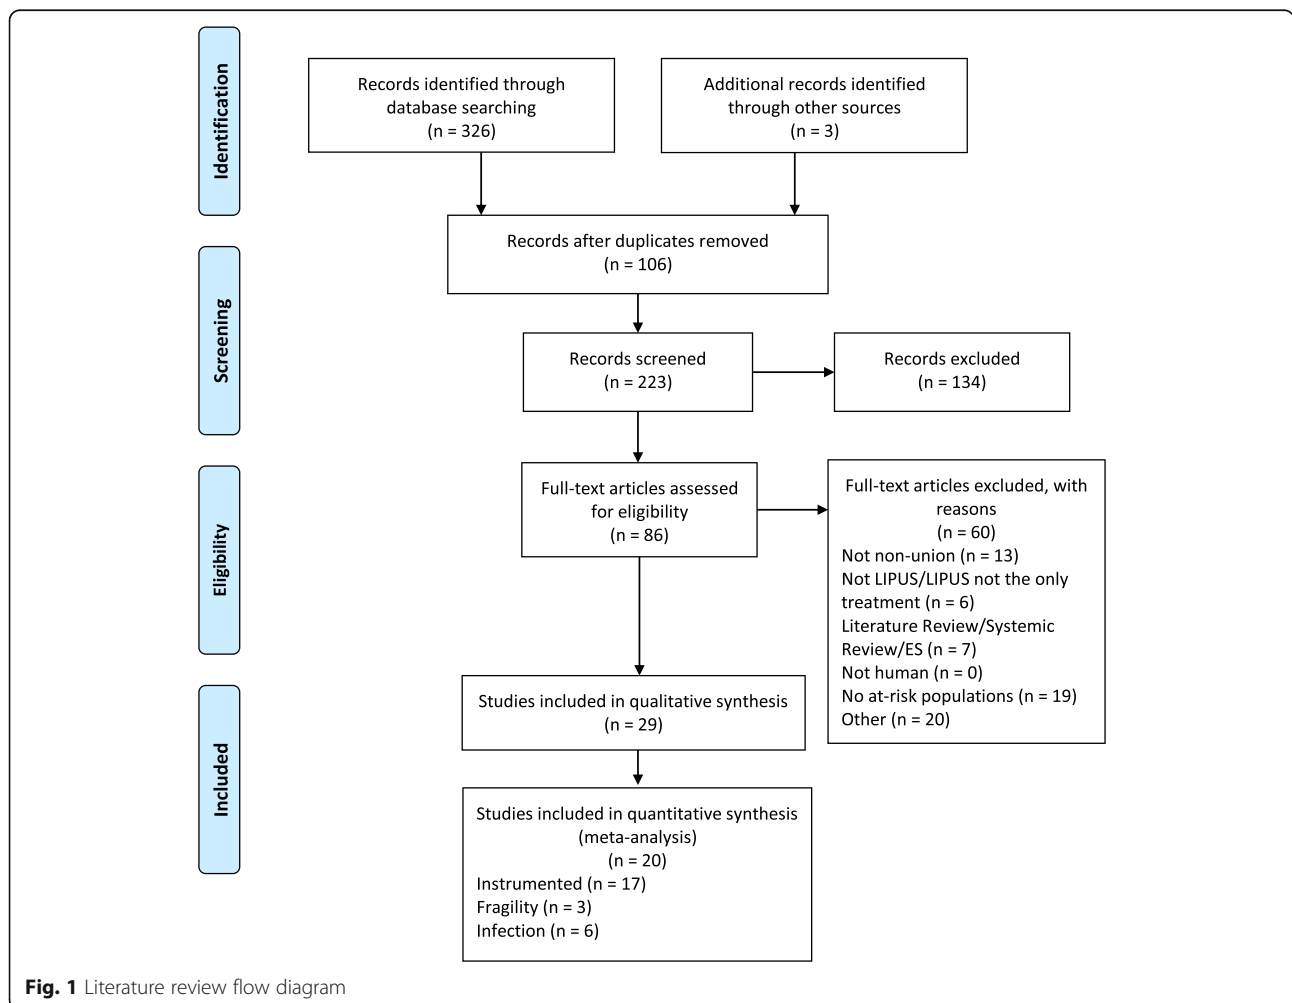 Identification
Records identified through
database searching
(n = 326)
Additional records identified
through other sources
(n = 3)
Records after duplicates removed
(n = 106)
Screening
Records screened
(n = 223)
Records excluded
(n = 134)
Eligibility
Full-text articles assessed
for eligibility
(n = 86)
Full-text articles excluded, with
reasons
(n = 60)
Not non-union (n = 13)
Not LIPUS/LIPUS not the only
treatment (n = 6)
Literature Review/Systemic
Review/ES (n = 7)
Not human (n = 0)
No at-risk populations (n = 19)
Other (n = 20)
Included
Studies included in qualitative synthesis
(n = 29)
Studies included in quantitative synthesis
(meta-analysis)
(n = 20)
Instrumented (n = 17)
Fragility (n = 3)
Infection (n = 6)
Fig. 1 Literature review flow diagram